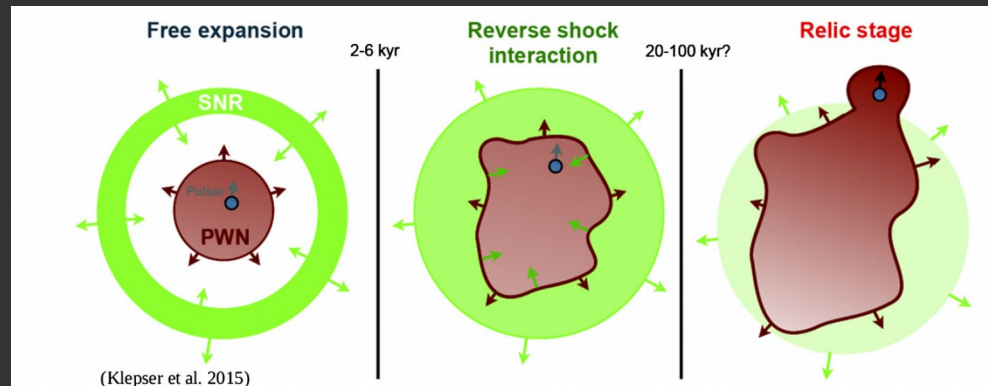 Free expansion
2-6 kyr
Reverse shock
interaction
20-100 kyr?
Relic stage
SNR
Pulsar
PWN
(Klepser et al. 2015)